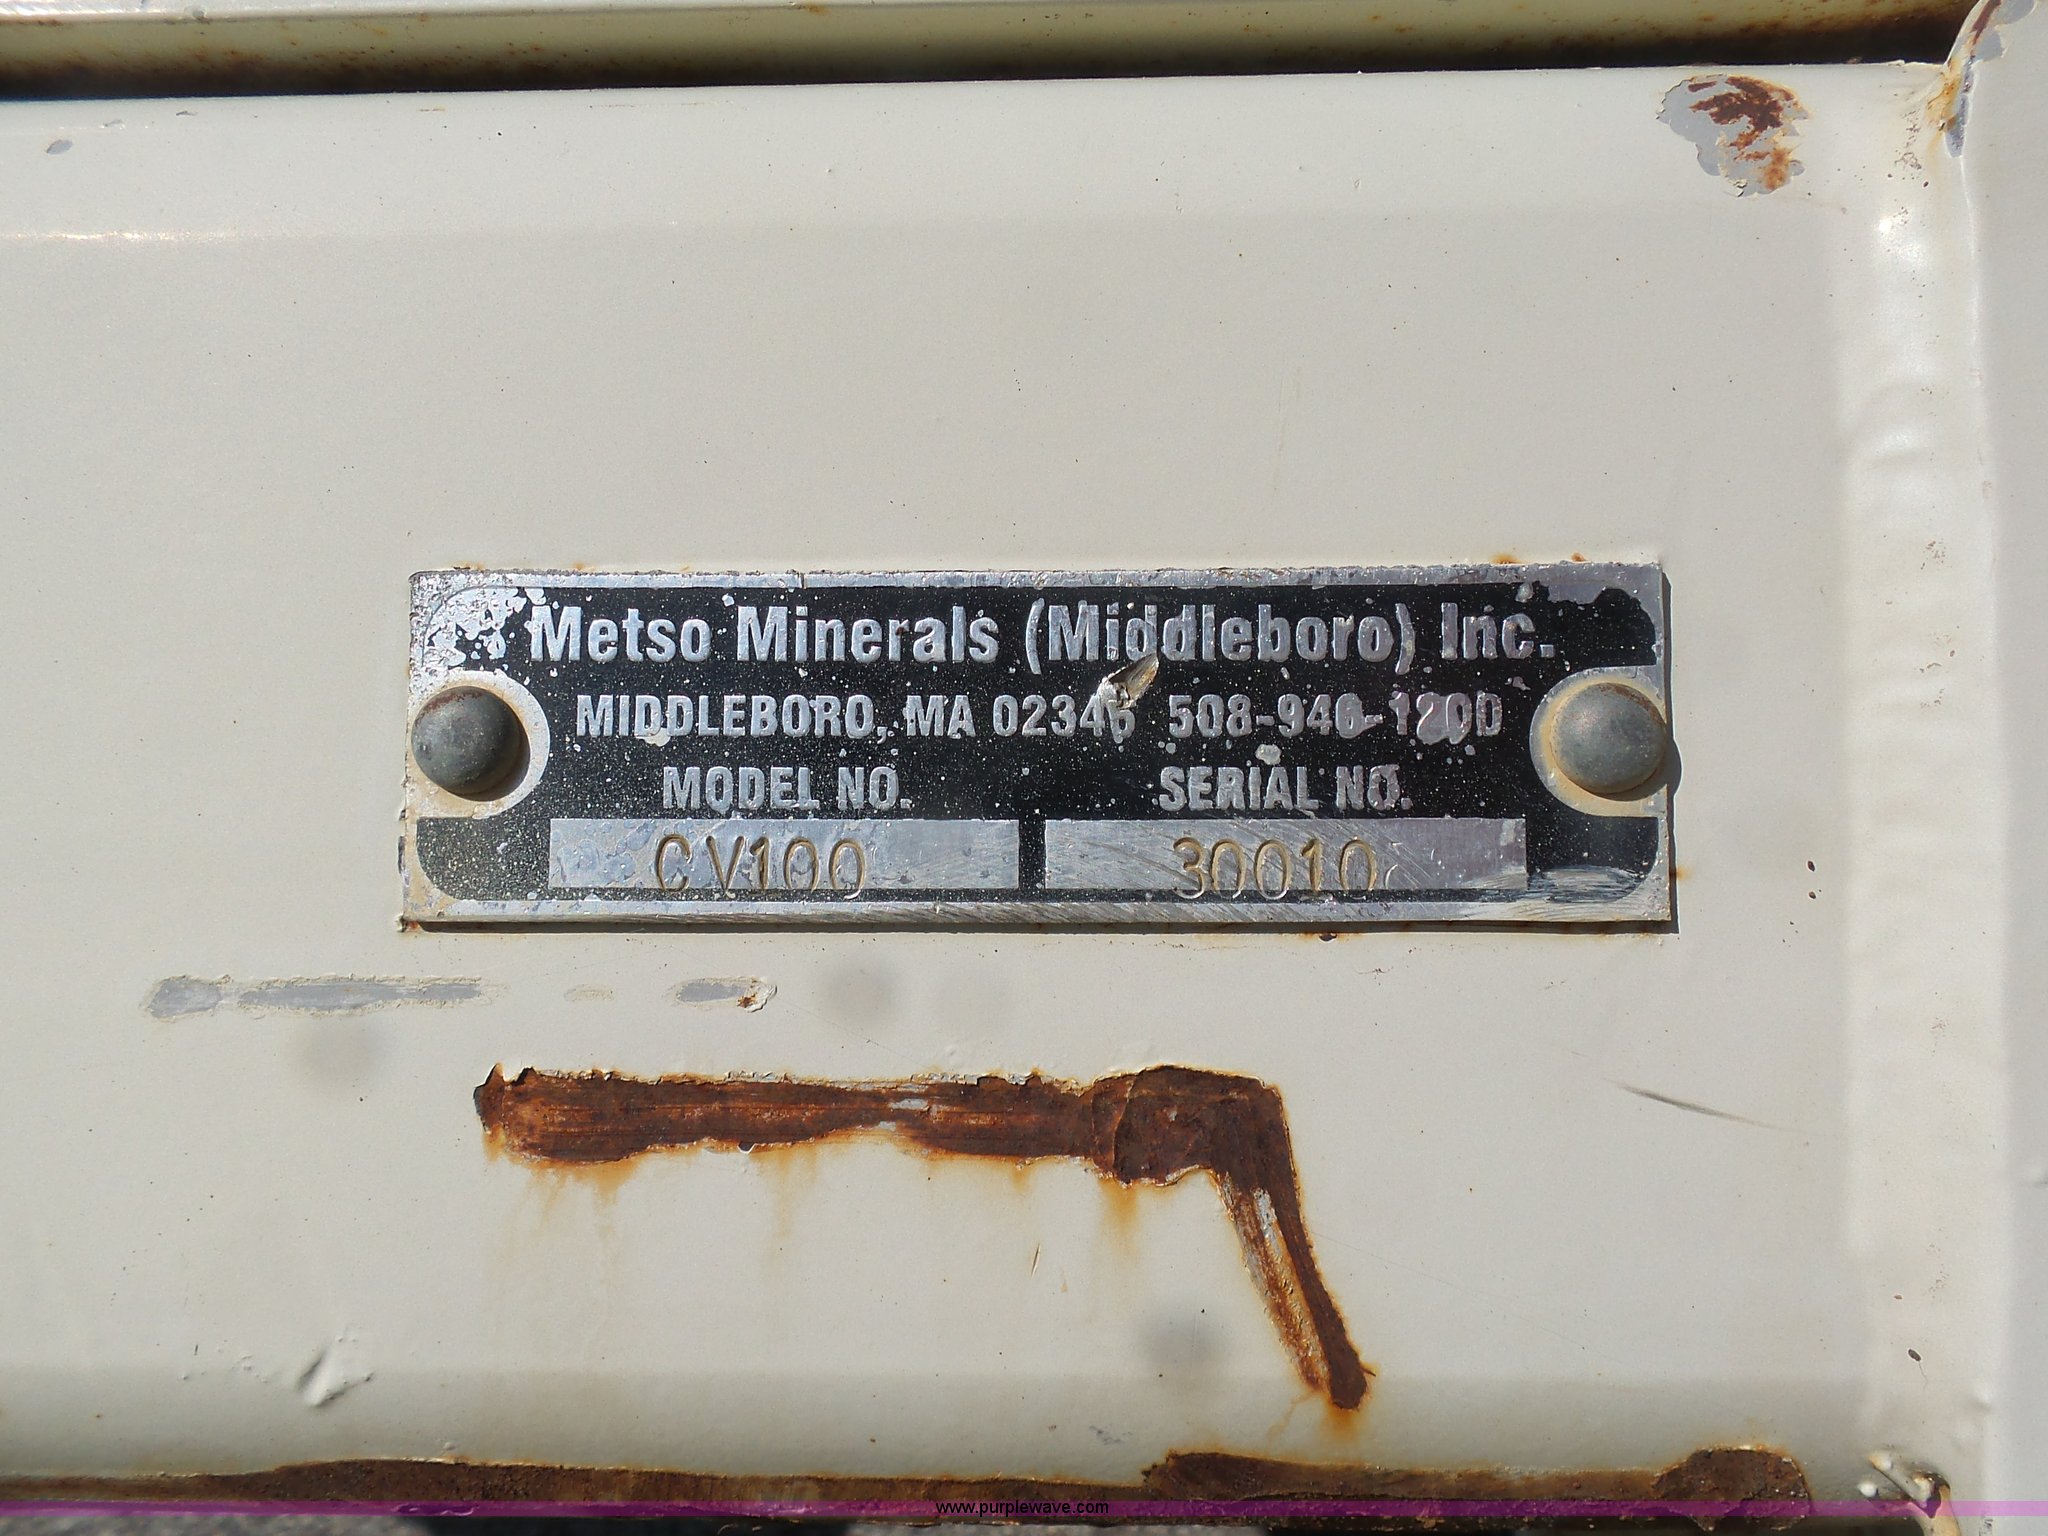 Metso Minerals (Middleboro) Inc.
MIDDLEBORO, MA 02346 508-946-1200
MODEL NO. SERIAL NO.
CV100 30010
www.purplewave.com